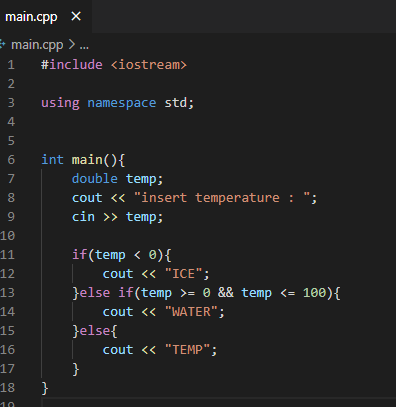 main.cpp ×
main.cpp > ...
1 #include <iostream>
2
3 using namespace std;
4
5
6 int main(){
7 double temp;
8 cout << "insert temperature : ";
9 cin >> temp;
10
11 if(temp < 0){
12 cout << "ICE";
13 }else if(temp >= 0 && temp <= 100){
14 cout << "WATER";
15 }else{
16 cout << "TEMP";
17 }
18 }
19